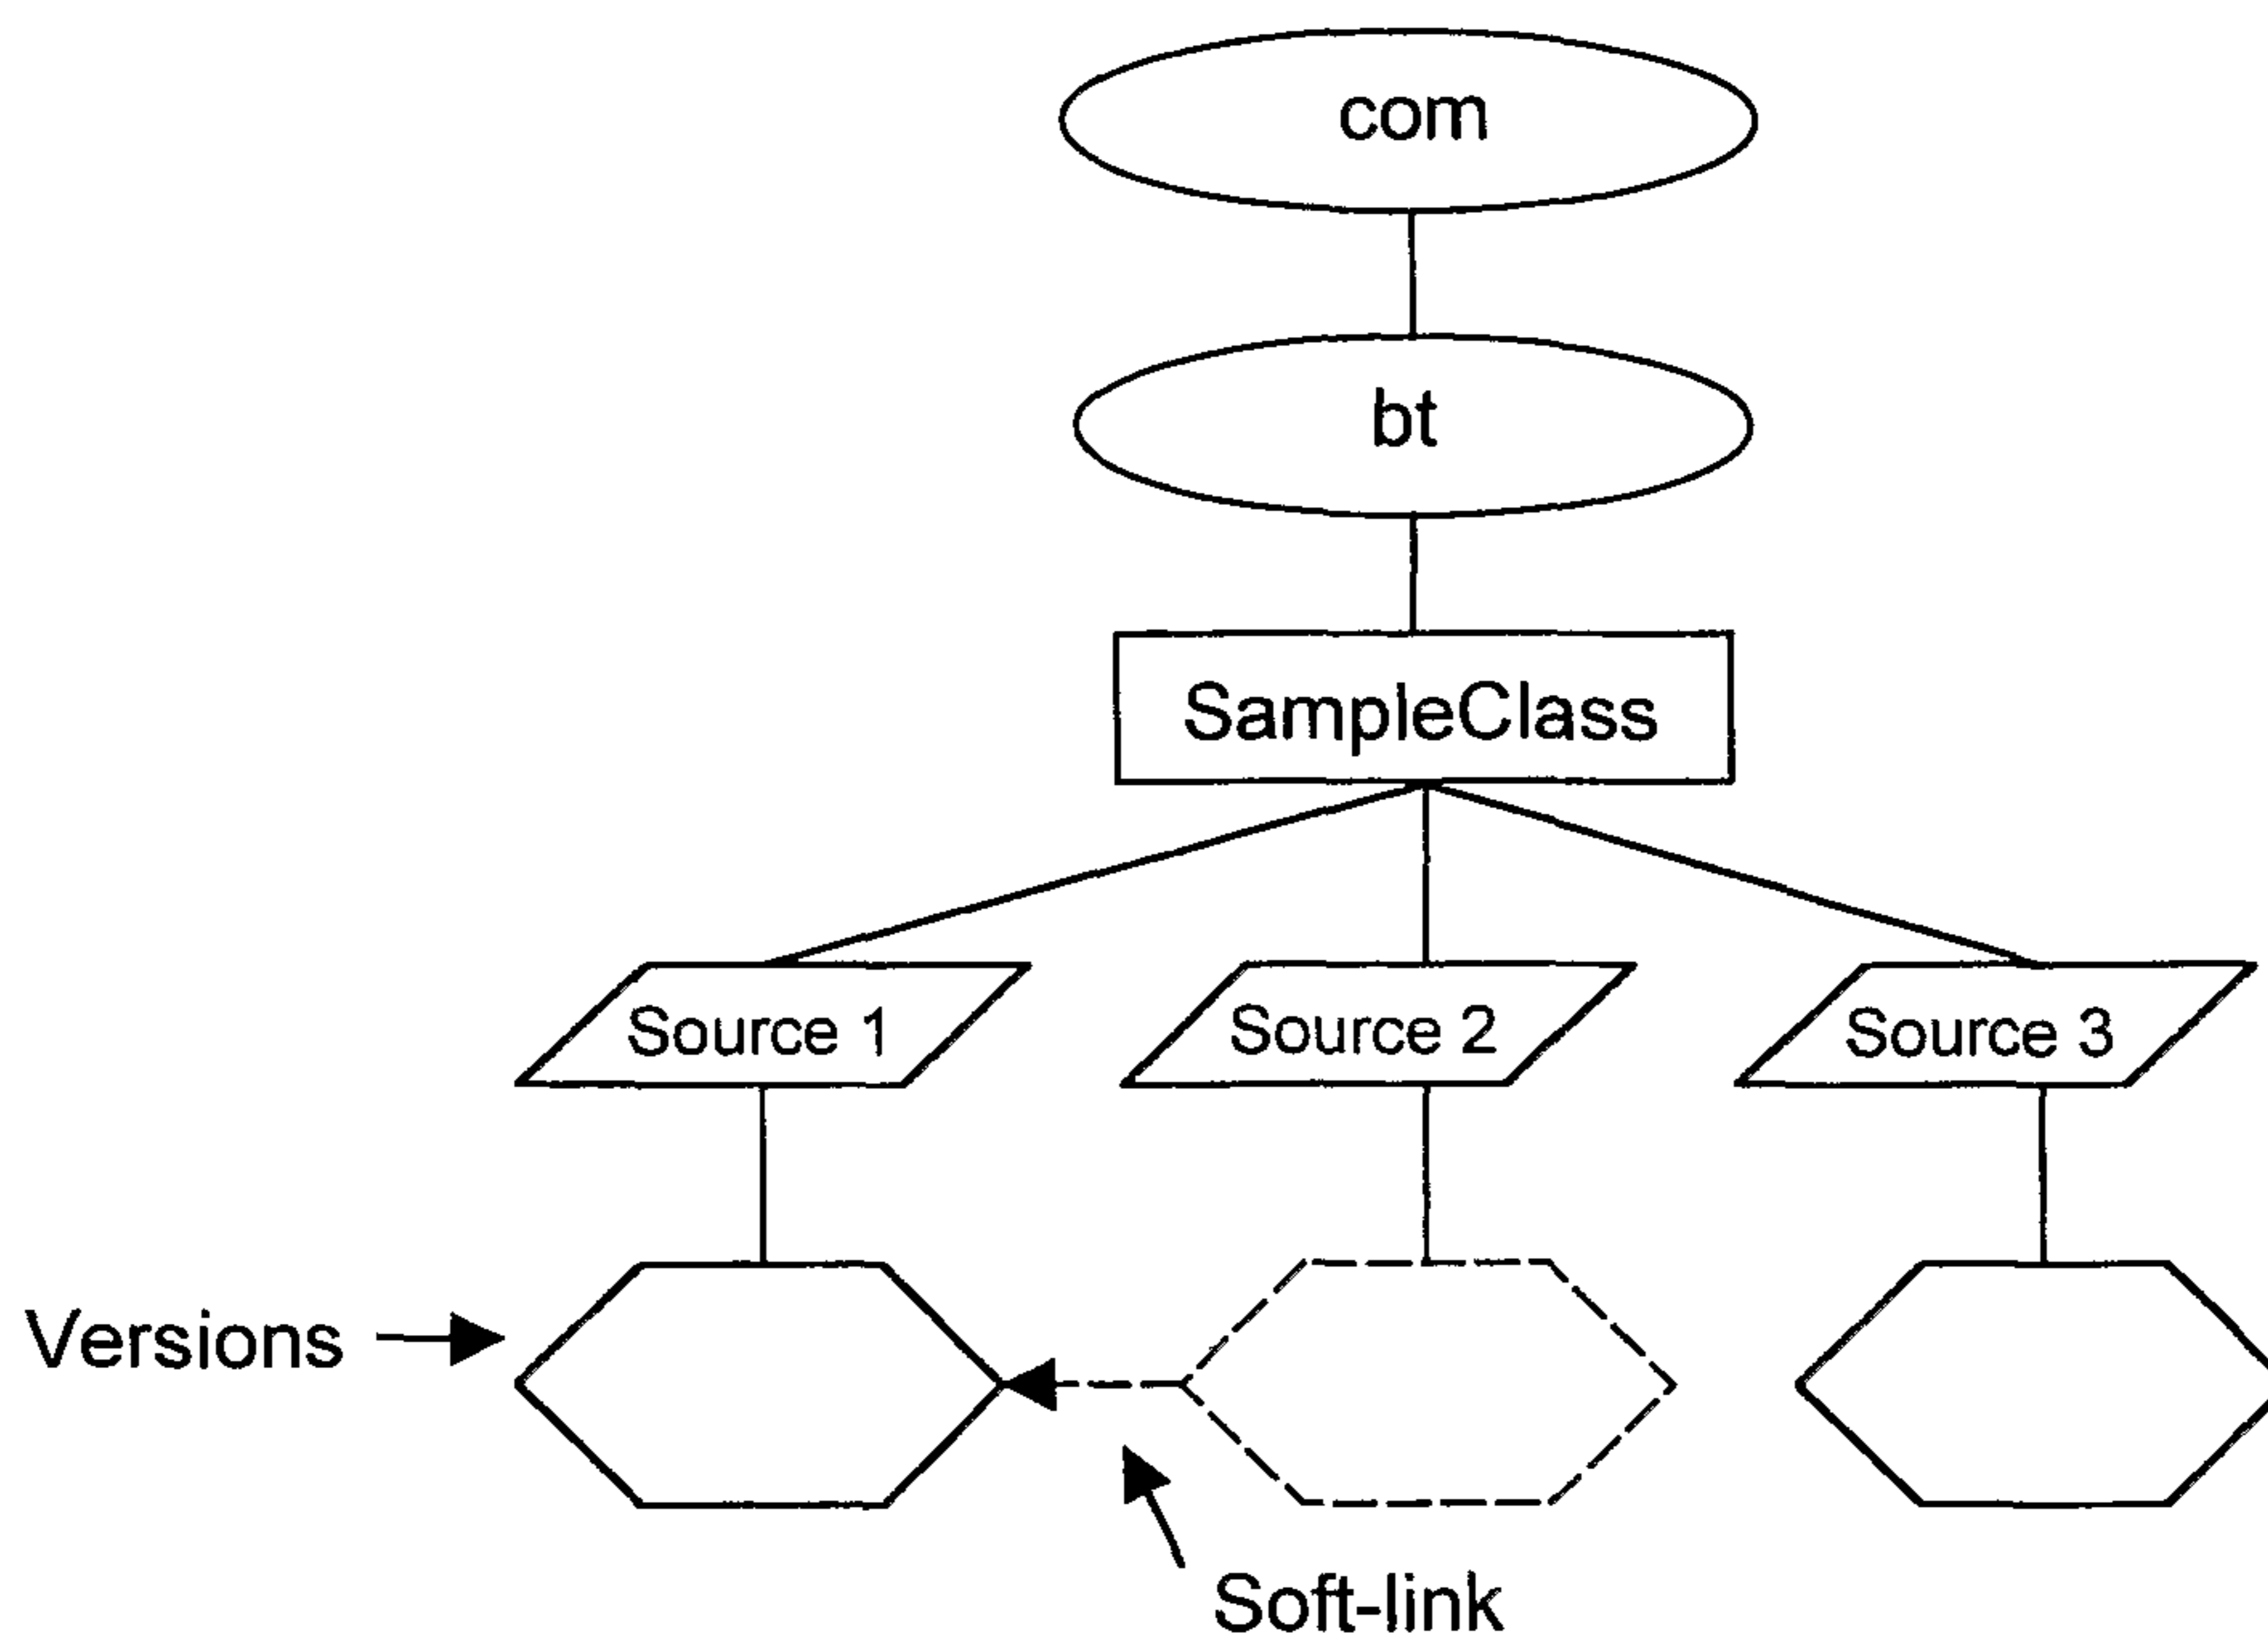 com
bt
SampleClass
Source 1
Source 2
Source 3
Versions
Soft-link